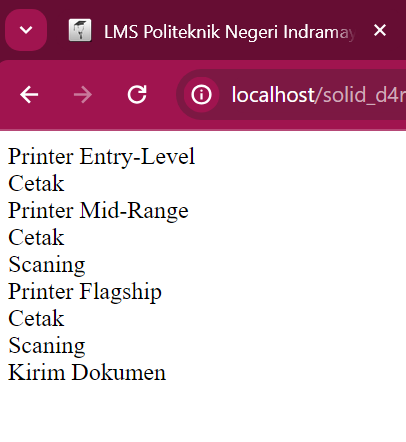 LMS Politeknik Negeri Indramay
localhost/solid_d4r
Printer Entry-Level
Cetak
Printer Mid-Range
Cetak
Scaning
Printer Flagship
Cetak
Scaning
Kirim Dokumen